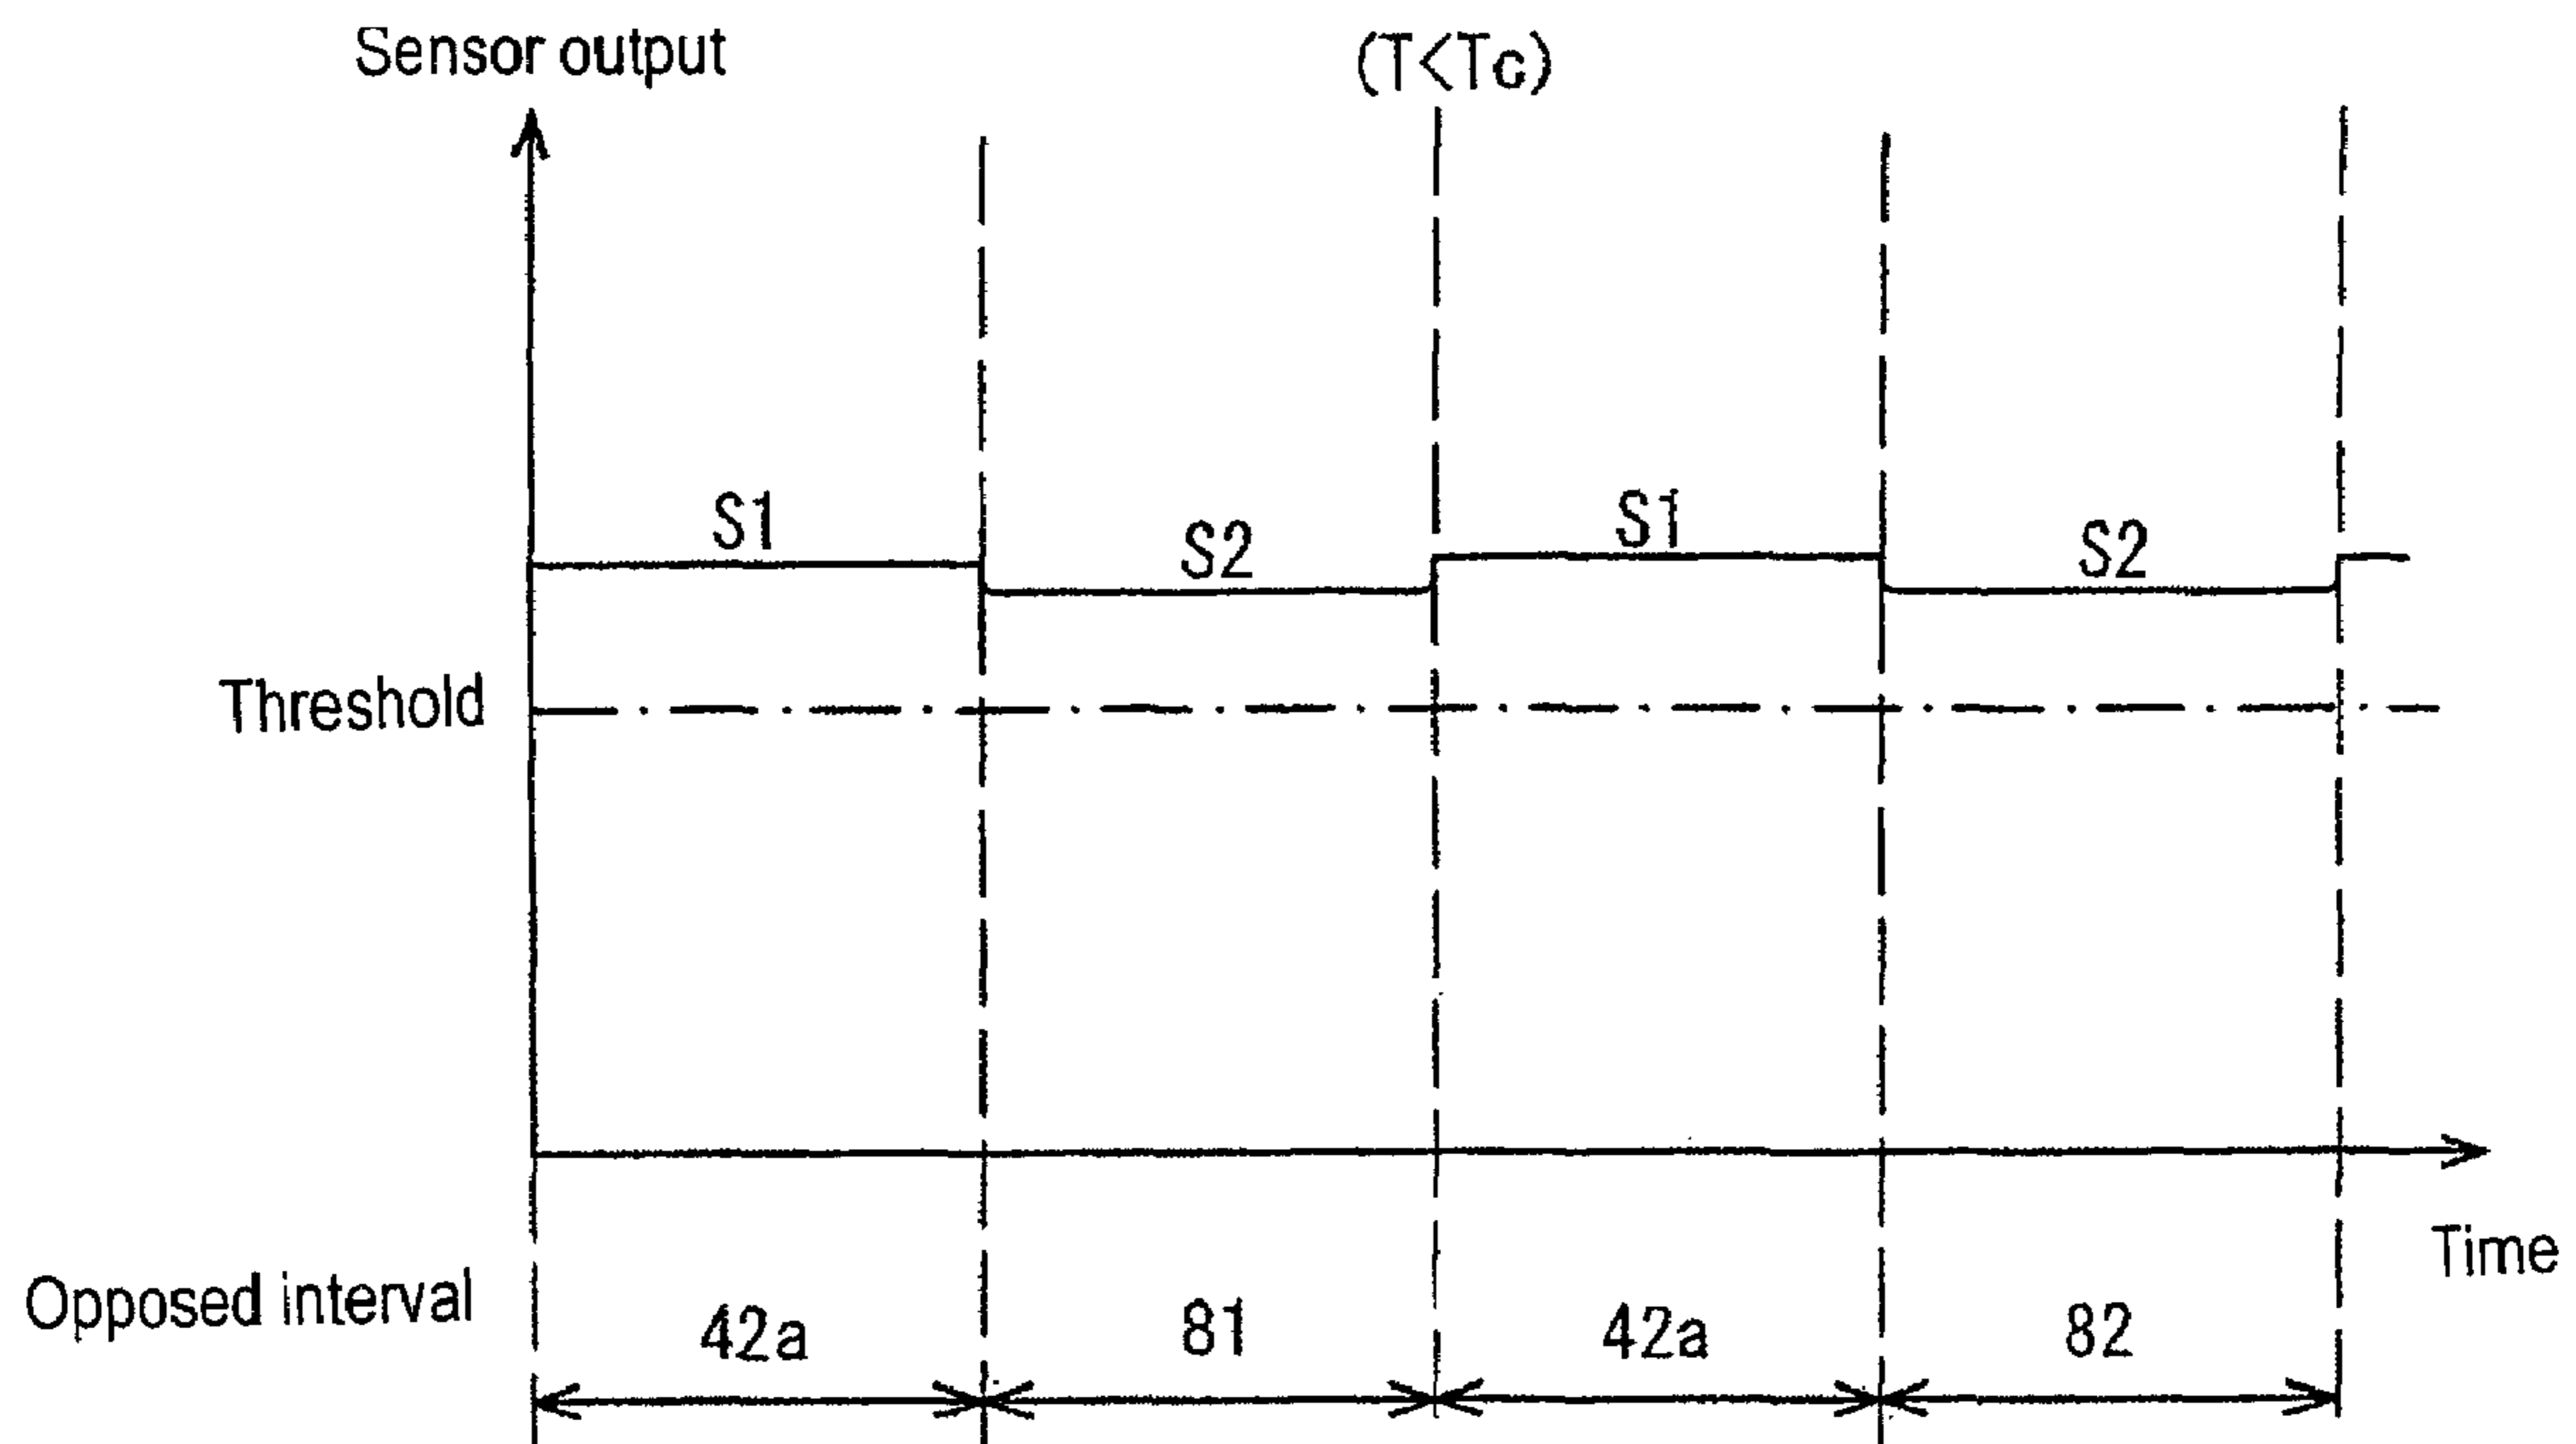 Sensor output
(T<Tc)
S1
S2
S1
S2
Threshold
Time
Opposed interval
42a
81
42a
82